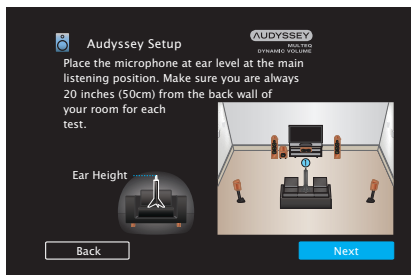 Audyssey Setup
AUDYSSEY
MULTEQ
DYNAMIC VOLUME
Place the microphone at ear level at the main
listening position. Make sure you are always
20 inches (50cm) from the back wall of
your room for each
test.
1
Ear Height
Back
Next